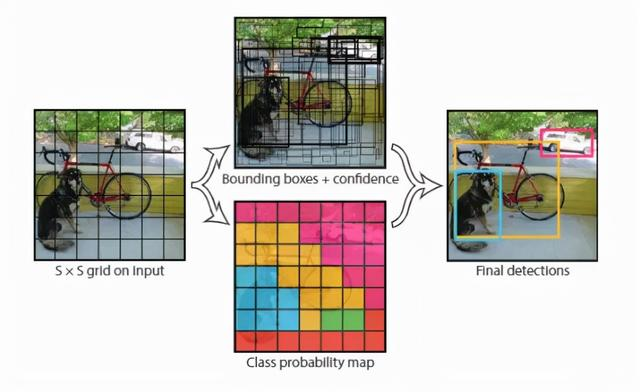 Bounding boxes + confidence
S × S grid on input
Final detections
Class probability map